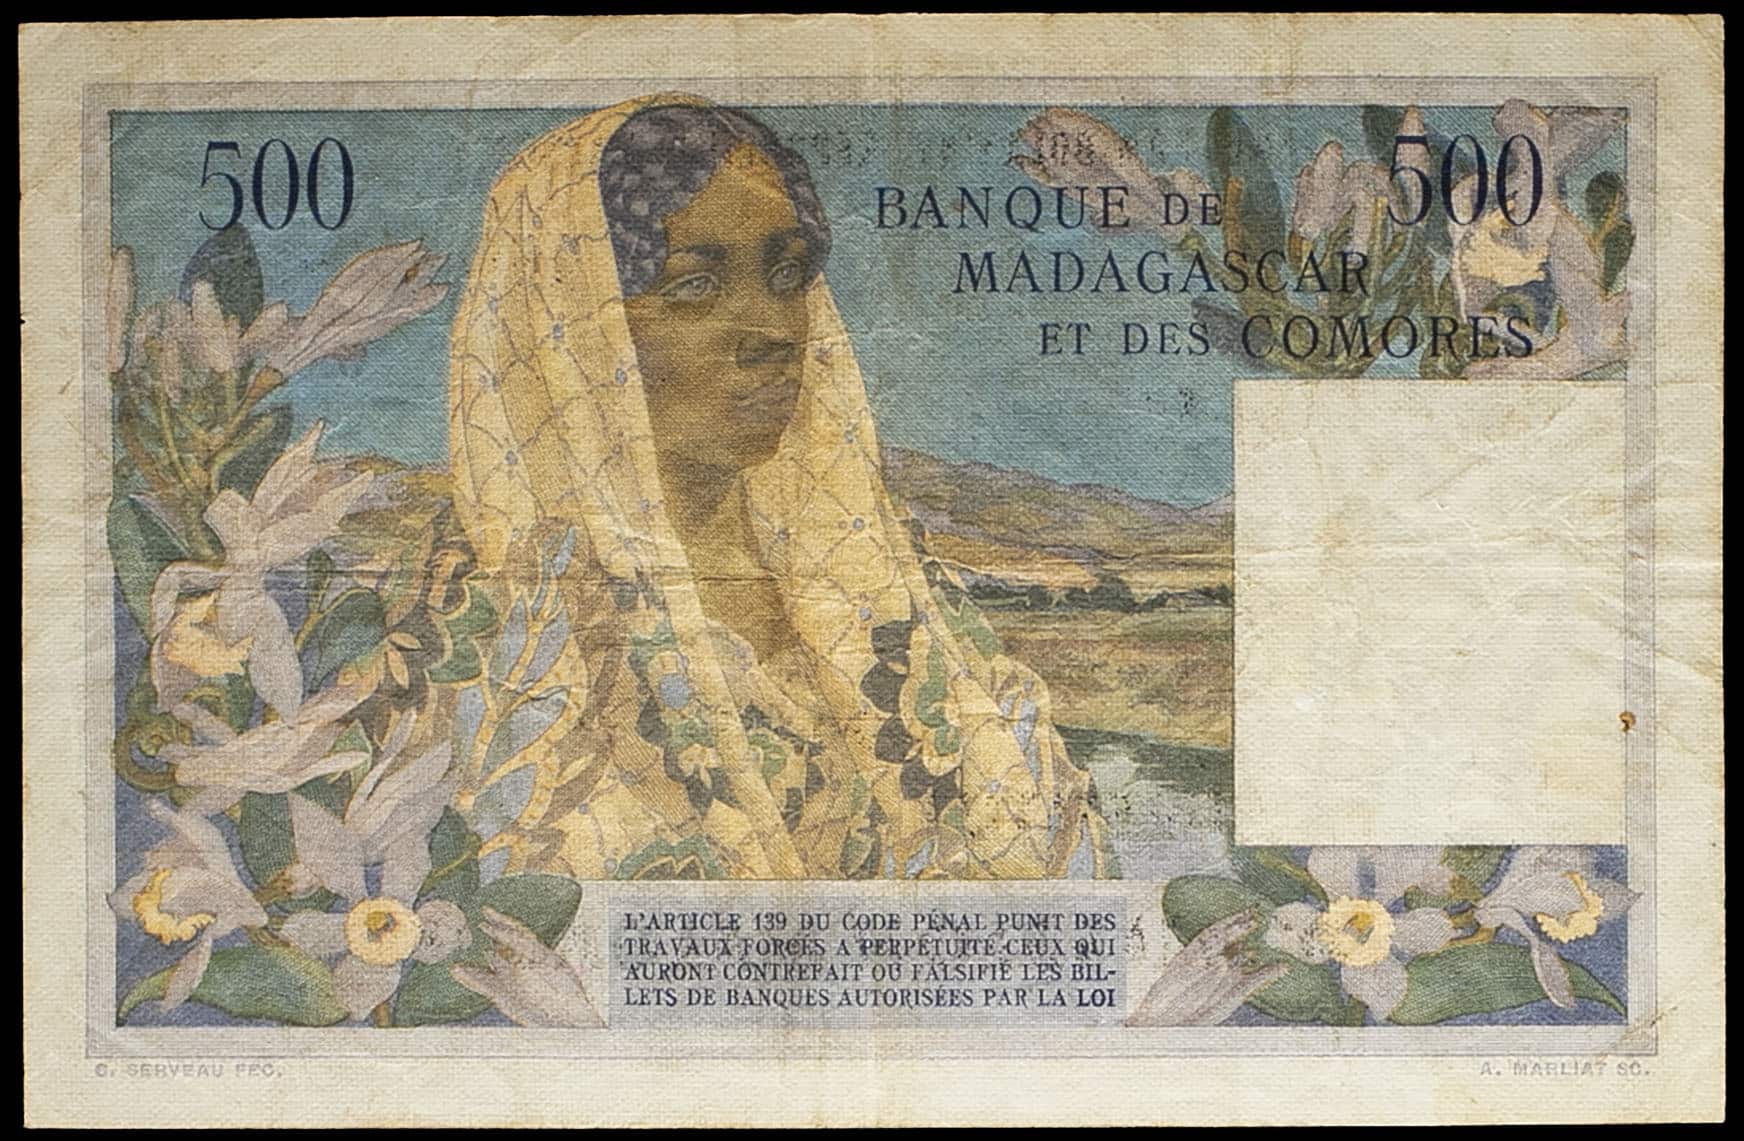 500
500
BANQUE DE
MADAGASCAR
ET DES COMORES
L'ARTICLE 139 DU CODE PÉNAL PUNIT DES
TRAVAUX FORCÉS A PERPÉTUITÉ CEUX QUI
AURONT CONTREFAIT OU FALSIFIÉ LES BIL-
LETS DE BANQUES AUTORISÉES PAR LA LOI
C. SERVEAU FEC.
A. MARLIAT SC.